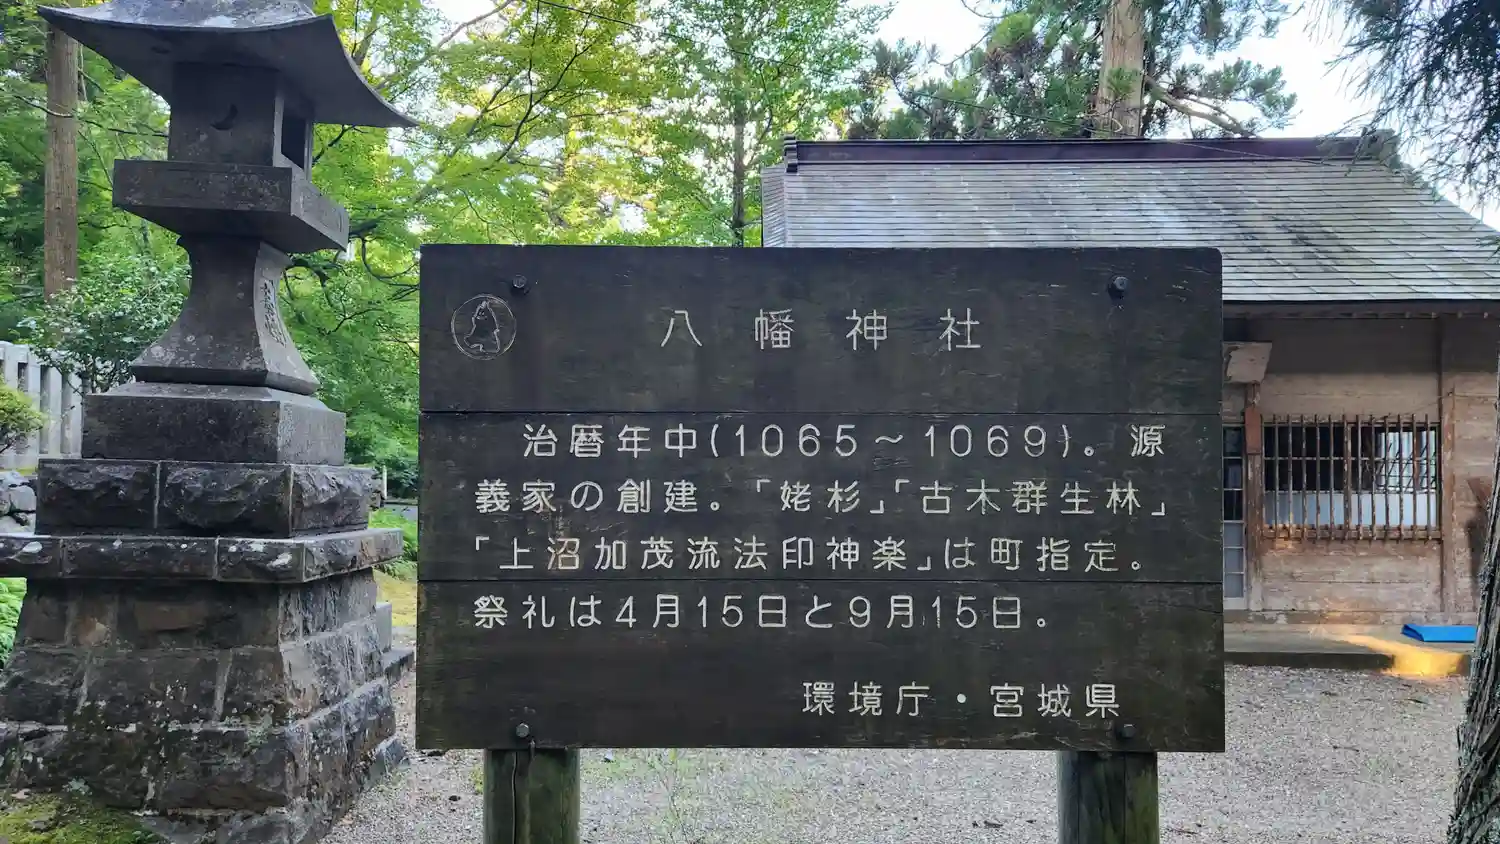 八幡神社
治暦年中(1065～1069)。源
義家の創建。「姥杉」「古木群生林」
「上沼加茂流法印神楽」は町指定。
祭礼は4月15日と9月15日。
環境庁・宮城県